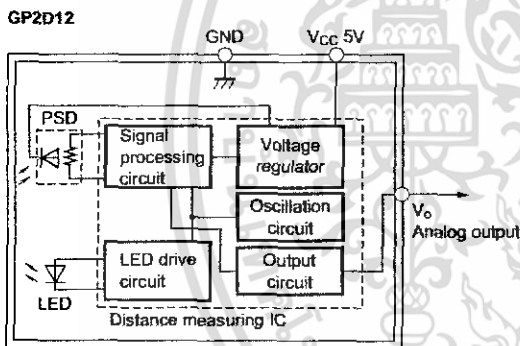 GP2D12
GND
Vcc 5V
PSD
Signal
processing
circuit
Voltage
regulator
Oscillation
circuit
Vo
Analog output
LED drive
circuit
Output
circuit
LED
Distance measuring IC